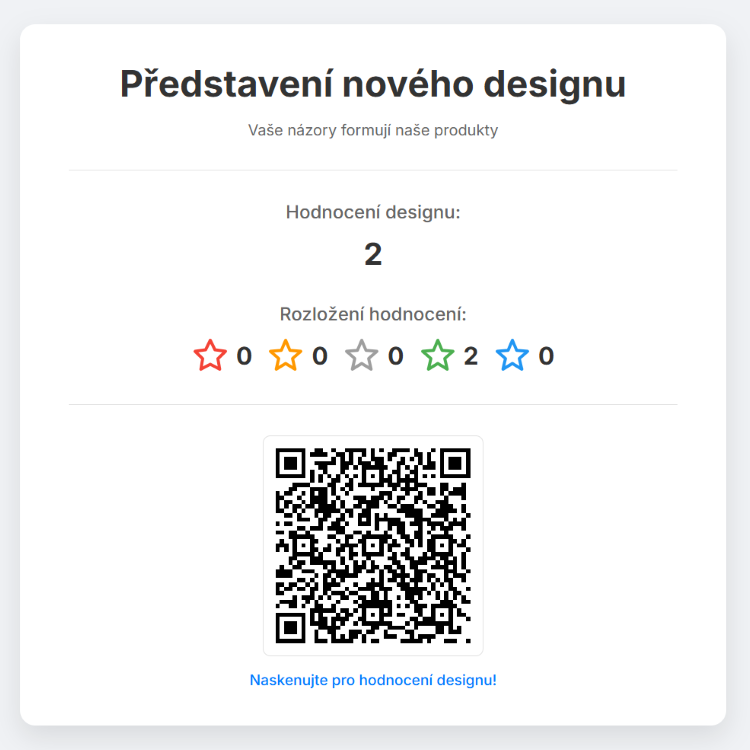 Představení nového designu
Vaše názory formují naše produkty
Hodnocení designu:
2
Rozložení hodnocení:
0 0 0 2 0
Naskenujte pro hodnocení designu!